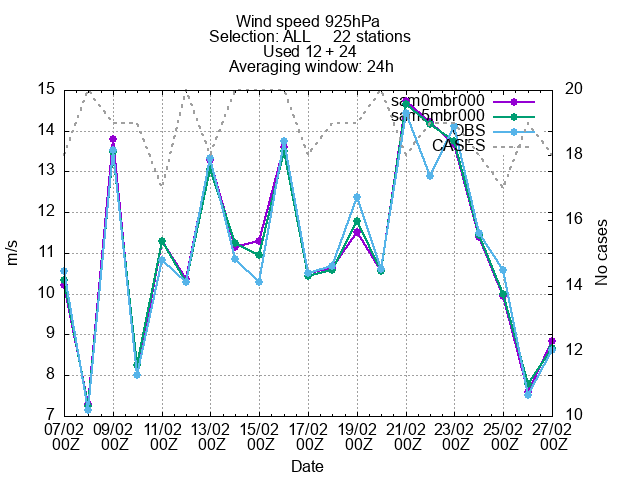 Wind speed 925hPa
Selection: ALL 22 stations
Used 12 + 24
Averaging window: 24h
15 20
sam0mbr000
sam5mbr000
OBS
CASES
14
18
13
12
16
11
14
10
9
12
8
7 10
m/s
No cases
07/02 09/02 11/02 13/02 15/02 17/02 19/02 21/02 23/02 25/02 27/02
00Z 00Z 00Z 00Z 00Z 00Z 00Z 00Z 00Z 00Z 00Z
Date